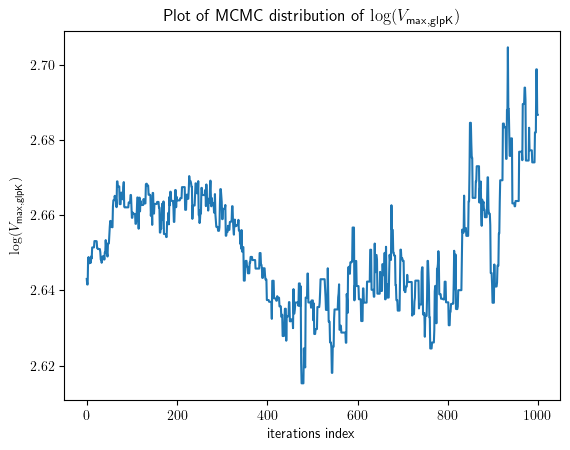 Plot of MCMC distribution of log(V_max,glpK)
2.70
2.68
2.66
2.64
2.62
log(V_max,glpK)
0 200 400 600 800 1000
iterations index